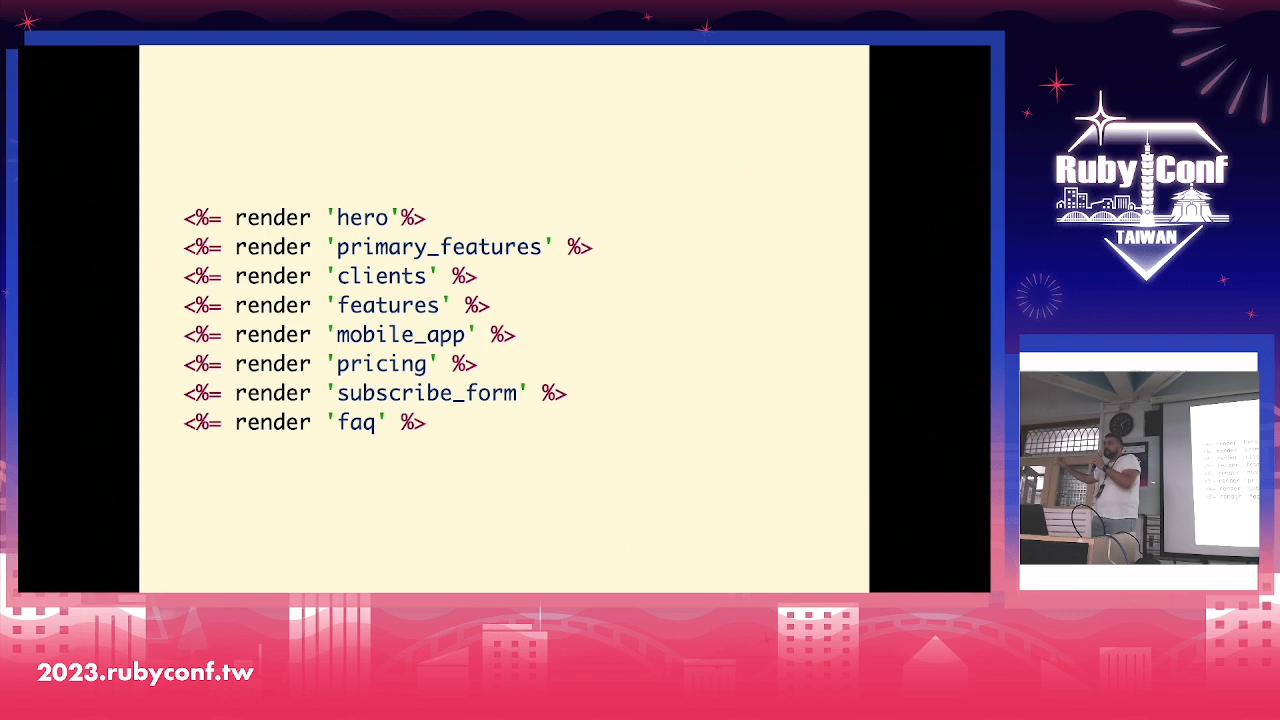 <%= render 'hero'%>
<%= render 'primary_features' %>
<%= render 'clients' %>
<%= render 'features' %>
<%= render 'mobile_app' %>
<%= render 'pricing' %>
<%= render 'subscribe_form' %>
<%= render 'faq' %>
RubyConf
TAIWAN
2023.rubyconf.tw